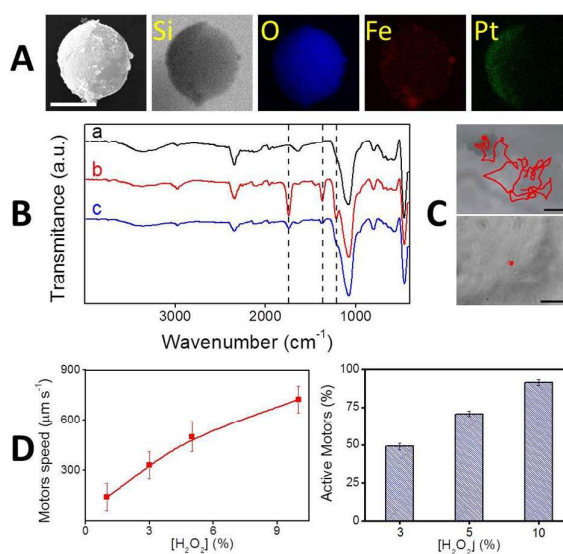 A
Si
O
Fe
Pt
B
Transmitance (a.u.)
a
b
c
3000
2000
1000
Wavenumber (cm⁻¹)
C
D
Motors speed (μm s⁻¹)
900
600
300
0
3
6
9
[H₂O₂] (%)
Active Motors (%)
100
75
50
25
0
3
5
10
[H₂O₂] (%)